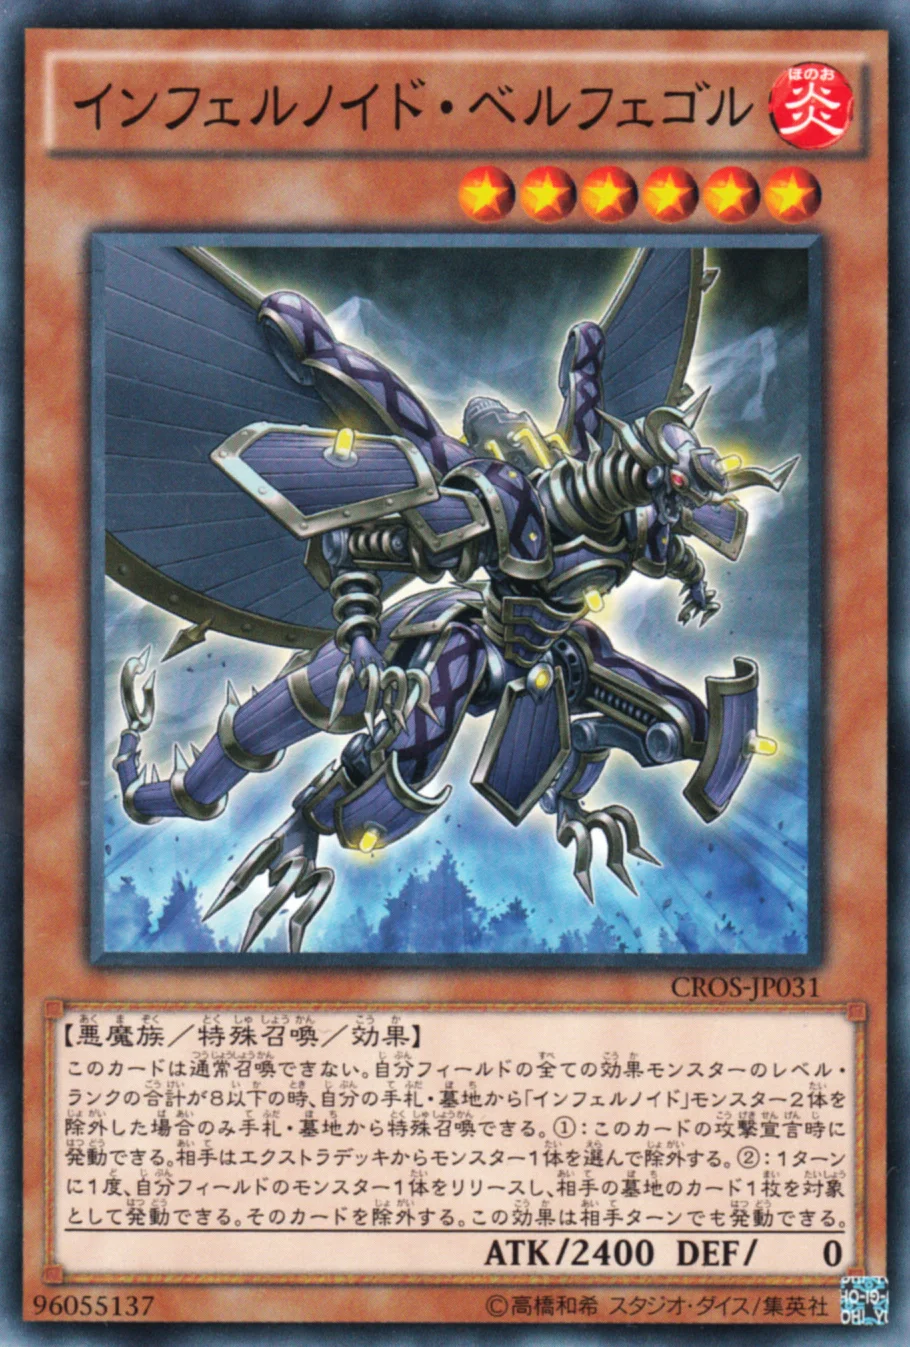 インフェルノイド・ベルフェゴル
ほのお
炎
CROS-JP031
【悪魔族／特殊召喚／効果】
このカードは通常召喚できない。自分フィールドの全ての効果モンスターのレベル・
ランクの合計が８以下の時、自分の手札・墓地から「インフェルノイド」モンスター２体を
除外した場合のみ手札・墓地から特殊召喚できる。①：このカードの攻撃宣言時に
発動できる。相手はエクストラデッキからモンスター１体を選んで除外する。②：１ターン
に１度、自分フィールドのモンスター１体をリリースし、相手の墓地のカード１枚を対象
として発動できる。そのカードを除外する。この効果は相手ターンでも発動できる。
ATK/2400 DEF/ 0
96055137
©高橋和希 スタジオ・ダイス/集英社